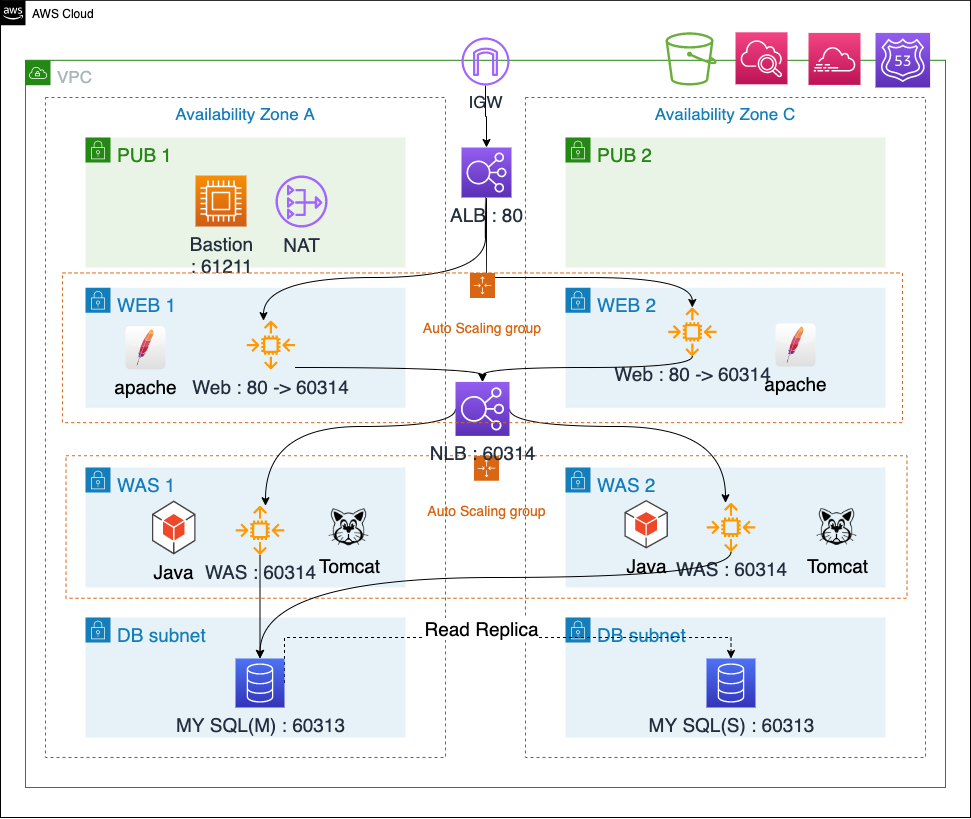 aws
AWS Cloud
VPC
53
IGW
Availability Zone A
Availability Zone C
PUB 1
PUB 2
ALB : 80
Bastion
: 61211
NAT
WEB 1
WEB 2
Auto Scaling group
apache
Web : 80 -> 60314
Web : 80 -> 60314
apache
NLB : 60314
WAS 1
WAS 2
Auto Scaling group
Java
WAS : 60314
Tomcat
Java
WAS : 60314
Tomcat
DB subnet
Read Replica
DB subnet
MY SQL(M) : 60313
MY SQL(S) : 60313